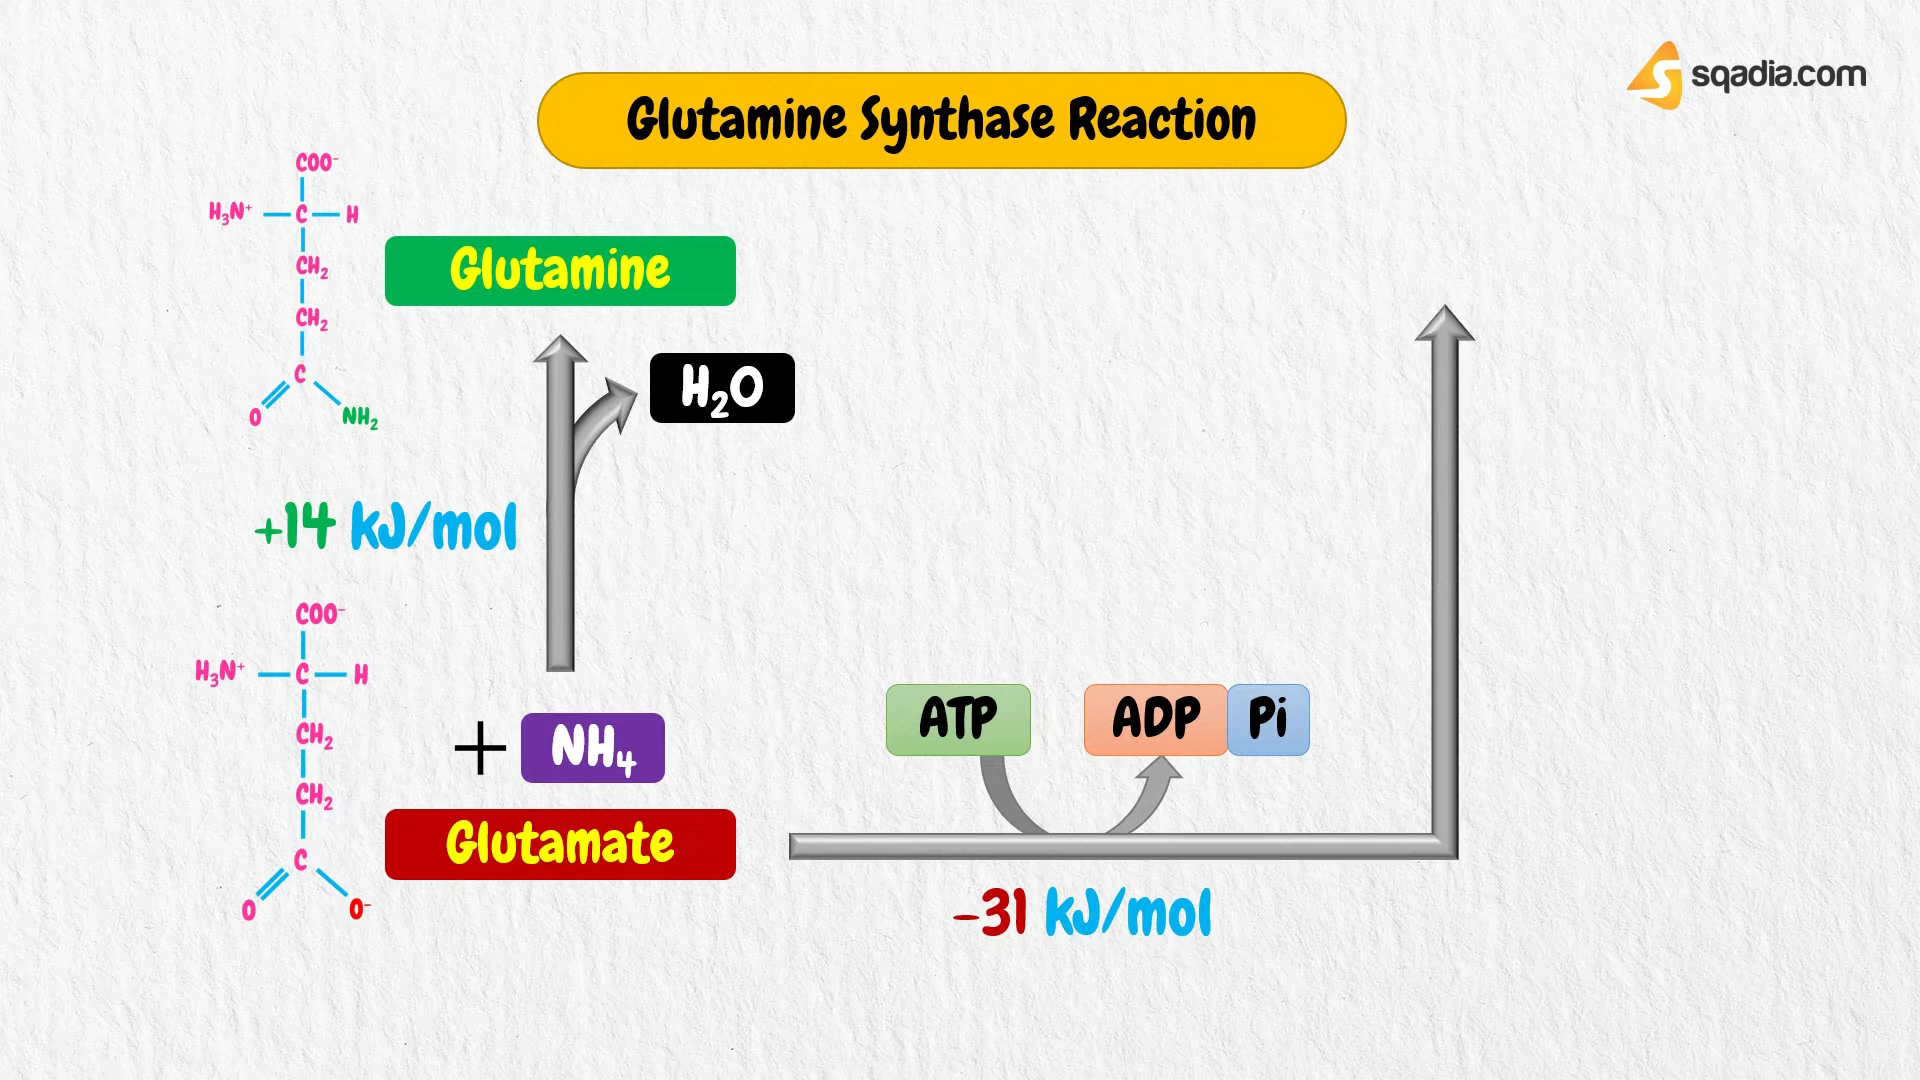 sqadia.com
Glutamine Synthase Reaction
COO⁻
H₃N⁺ C H
CH₂
CH₂
C
O NH₂
Glutamine
H₂O
+14 kJ/mol
COO⁻
H₃N⁺ C H
CH₂
CH₂
C
O O⁻
+ NH₄
Glutamate
ATP ADP Pi
-31 kJ/mol